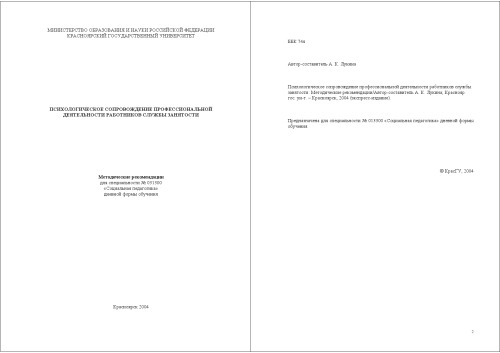 МИНИСТЕРСТВО ОБРАЗОВАНИЯ И НАУКИ РОССИЙСКОЙ ФЕДЕРАЦИИ
КРАСНОЯРСКИЙ ГОСУДАРСТВЕННЫЙ УНИВЕРСИТЕТ
ПСИХОЛОГИЧЕСКОЕ СОПРОВОЖДЕНИЕ ПРОФЕССИОНАЛЬНОЙ
ДЕЯТЕЛЬНОСТИ РАБОТНИКОВ СЛУЖБЫ ЗАНЯТОСТИ
Методические рекомендации
для специальности № 031300
«Социальная педагогика»
дневной формы обучения
Красноярск 2004
ББК 74я
Автор-составитель А. К. Лукина
Психологическое сопровождение профессиональной деятельности работников службы
занятости: Методические рекомендации/Автор-составитель А. К. Лукина; Краснояр.
гос. ун-т. – Красноярск, 2004 (экспресс-издание).
Предназначена для специальности № 031300 «Социальная педагогика» дневной формы
обучения
© КрасГУ, 2004
2